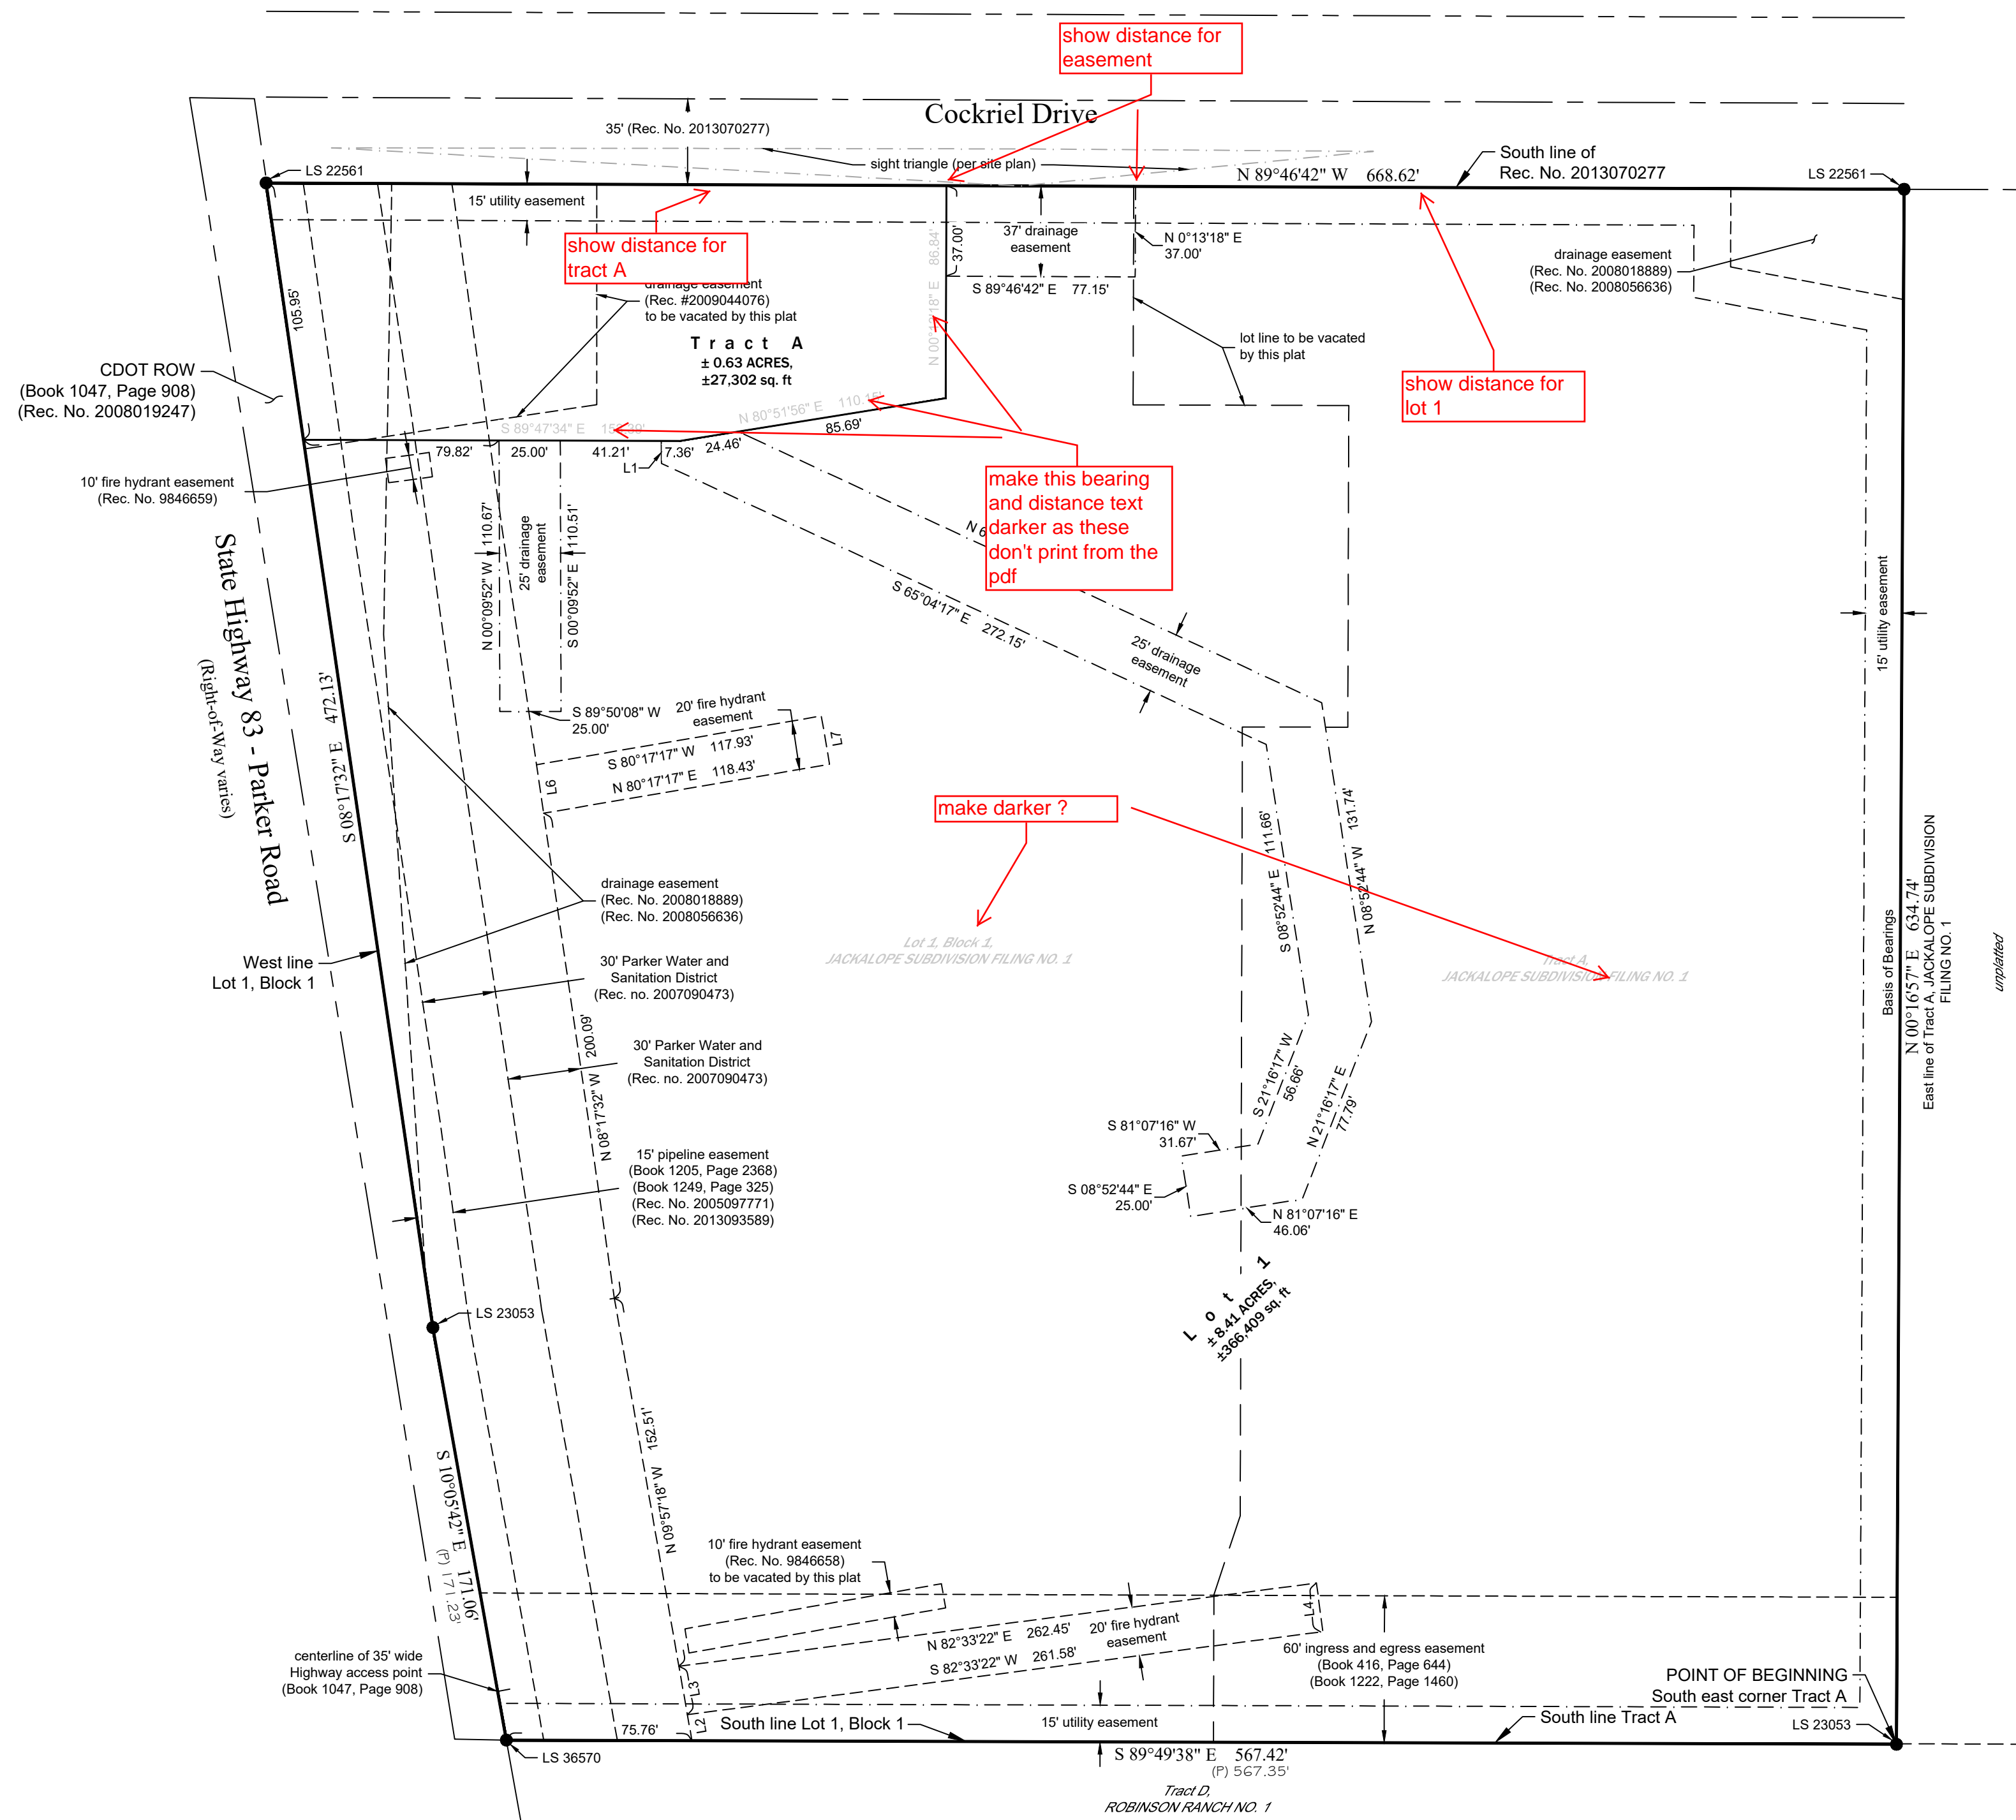 show distance for
easement
Cockriel Drive
35' (Rec. No. 2013070277)
sight triangle (per site plan)
South line of
Rec. No. 2013070277
LS 22561
N 89°46'42" W 668.62'
LS 22561
15' utility easement
show distance for
tract A
drainage easement
(Rec. #2009044076)
to be vacated by this plat
37' drainage
easement
37.00'
N 0°13'18" E
37.00'
S 89°46'42" E 77.15'
86.84'
drainage easement
(Rec. No. 2008018889)
(Rec. No. 2008056636)
105.95'
Tract A
± 0.63 ACRES,
±27,302 sq. ft
lot line to be vacated
by this plat
show distance for
lot 1
CDOT ROW
(Book 1047, Page 908)
(Rec. No. 2008019247)
N 80°51'56" E 110.15'
S 89°47'34" E
85.69'
24.46'
79.82'
25.00'
41.21'
7.36'
L1
10' fire hydrant easement
(Rec. No. 9846659)
make this bearing
and distance text
darker as these
don't print from the
pdf
N 00°09'52" W 110.67'
25' drainage
easement
S 00°09'52" E 110.51'
State Highway 83 - Parker Road
(Right-of-Way varies)
S 65°04'17" E 272.15'
25' drainage
easement
15' utility easement
S 08°17'32" E 472.13'
S 89°50'08" W
25.00'
20' fire hydrant
easement
S 80°17'17" W 117.93'
N 80°17'17" E 118.43'
L6
L7
make darker ?
S 08°52'44" E 111.66'
N 08°52'44" W 131.74'
drainage easement
(Rec. No. 2008018889)
(Rec. No. 2008056636)
Lot 1, Block 1,
JACKALOPE SUBDIVISION FILING NO. 1
Tract A,
JACKALOPE SUBDIVISION FILING NO. 1
Basis of Bearings
N 00°16'57" E 634.74'
East line of Tract A, JACKALOPE SUBDIVISION
FILING NO. 1
unplatted
West line
Lot 1, Block 1
30' Parker Water and
Sanitation District
(Rec. no. 2007090473)
30' Parker Water and
Sanitation District
(Rec. no. 2007090473)
N 08°17'32" W 200.09'
S 21°16'17" W
56.66'
N 21°16'17" E
77.79'
S 81°07'16" W
31.67'
15' pipeline easement
(Book 1205, Page 2368)
(Book 1249, Page 325)
(Rec. No. 2005097771)
(Rec. No. 2013093589)
S 08°52'44" E
25.00'
N 81°07'16" E
46.06'
LS 23053
Lot 1
± 8.41 ACRES,
±366,409 sq. ft
N 09°57'18" W 152.51'
S 10°05'42" E 171.06'
(P) 171.23'
10' fire hydrant easement
(Rec. No. 9846658)
to be vacated by this plat
N 82°33'22" E 262.45'
S 82°33'22" W 261.58'
20' fire hydrant
easement
L4
L3
L2
60' ingress and egress easement
(Book 416, Page 644)
(Book 1222, Page 1460)
centerline of 35' wide
Highway access point
(Book 1047, Page 908)
POINT OF BEGINNING
South east corner Tract A
75.76'
South line Lot 1, Block 1
15' utility easement
South line Tract A
LS 23053
LS 36570
S 89°49'38" E 567.42'
(P) 567.35'
Tract D,
ROBINSON RANCH NO. 1